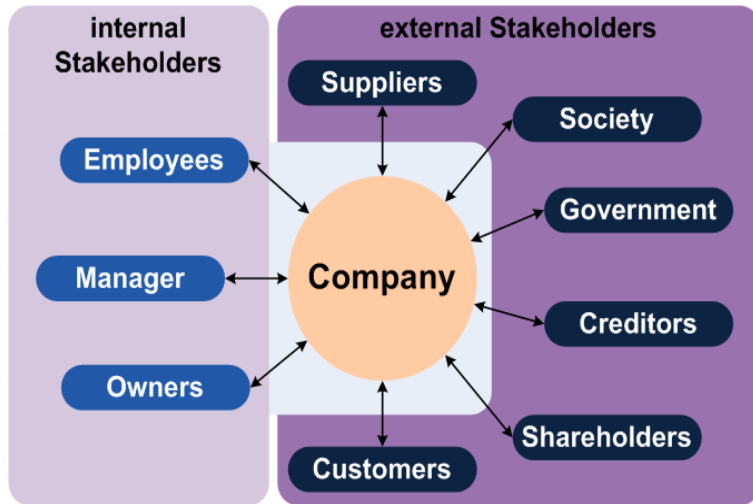 internal
Stakeholders
external Stakeholders
Suppliers
Society
Employees
Government
Manager
Company
Creditors
Owners
Shareholders
Customers